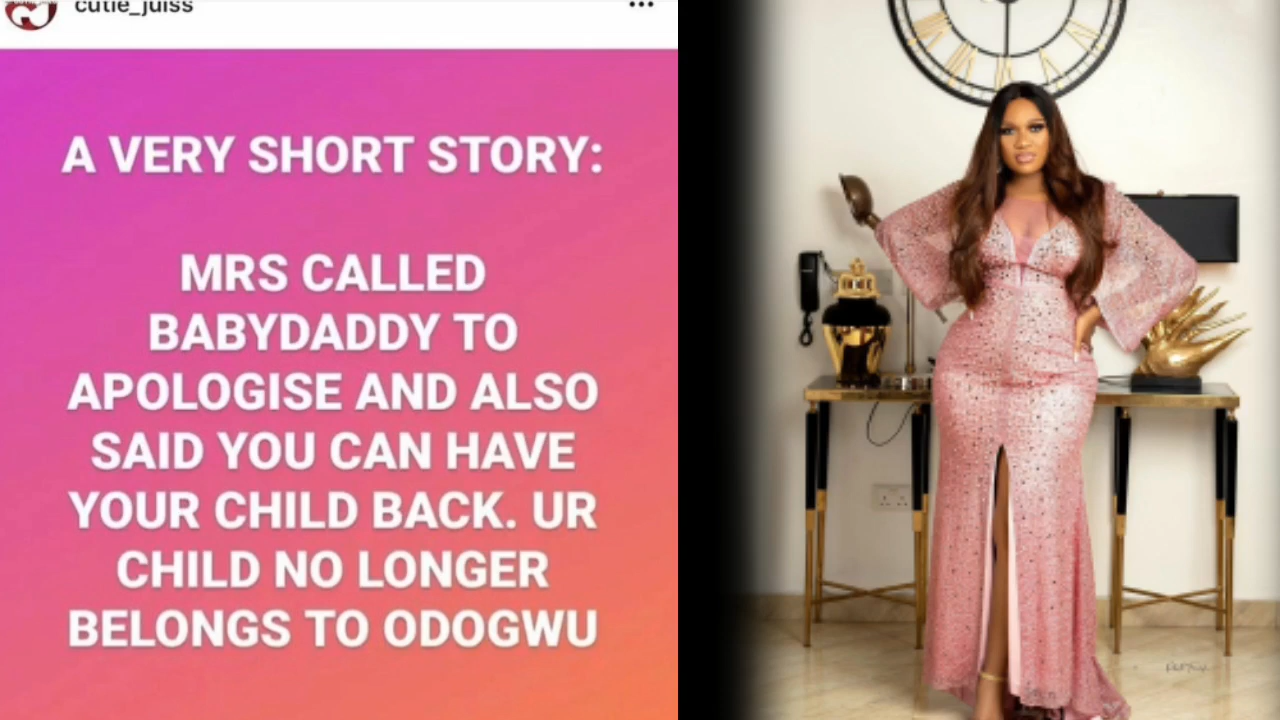 cutie_juiss
A VERY SHORT STORY:
MRS CALLED
BABYDADDY TO
APOLOGISE AND ALSO
SAID YOU CAN HAVE
YOUR CHILD BACK. UR
CHILD NO LONGER
BELONGS TO ODOGWU